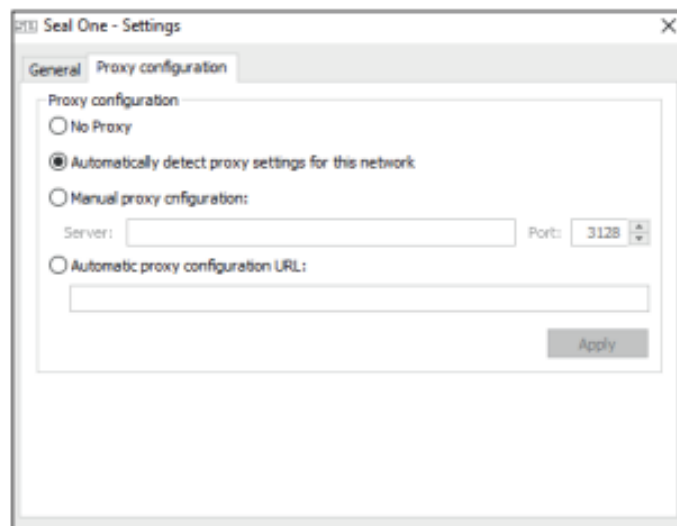 Seal One - Settings
General Proxy configuration
Proxy configuration
No Proxy
Automatically detect proxy settings for this network
Manual proxy cnfiguration:
Server: Port: 3128
Automatic proxy configuration URL:
Apply